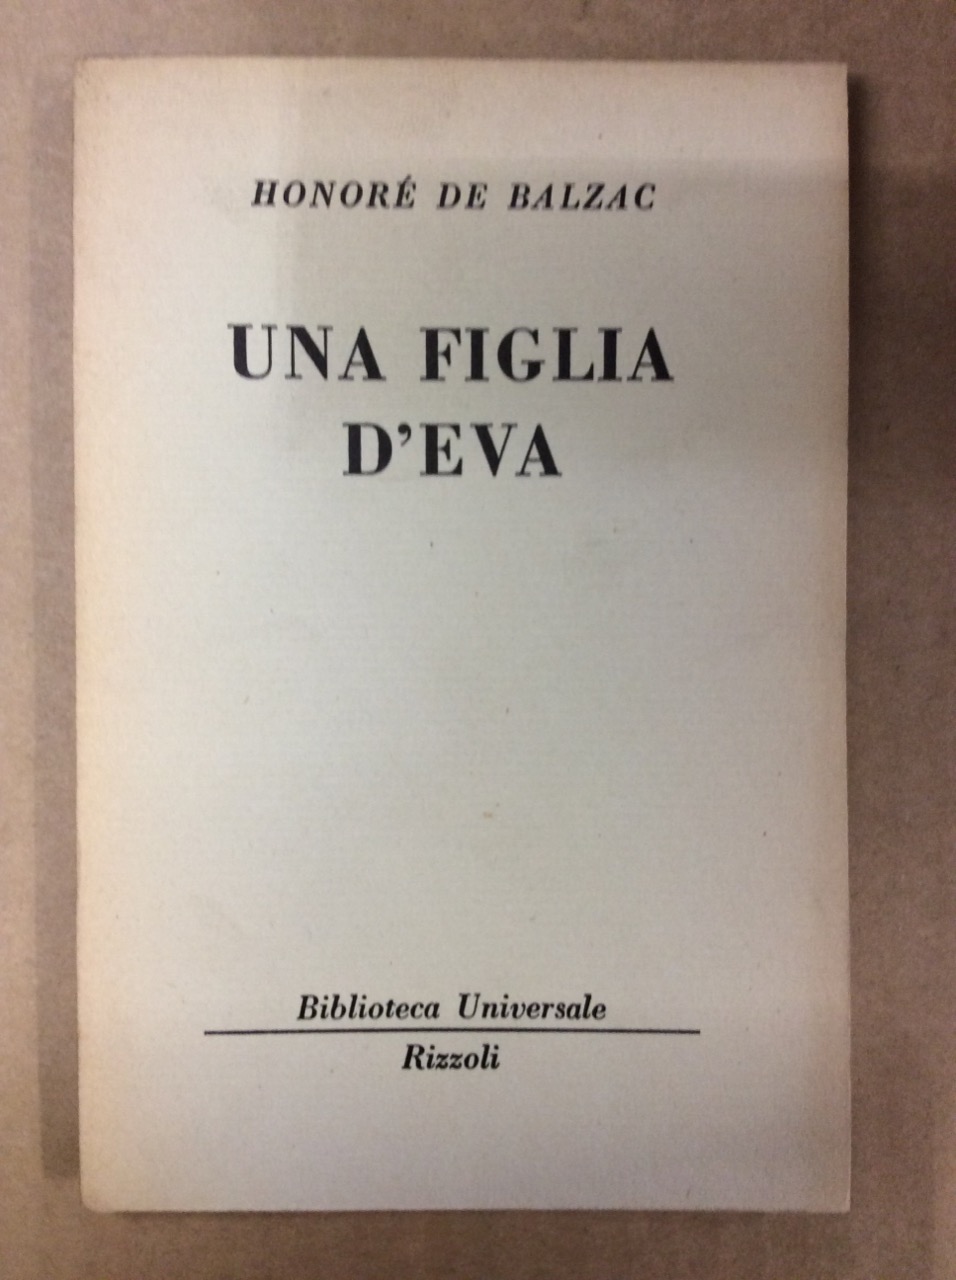 HONORÉ DE BALZAC
UNA FIGLIA
D'EVA
Biblioteca Universale
Rizzoli